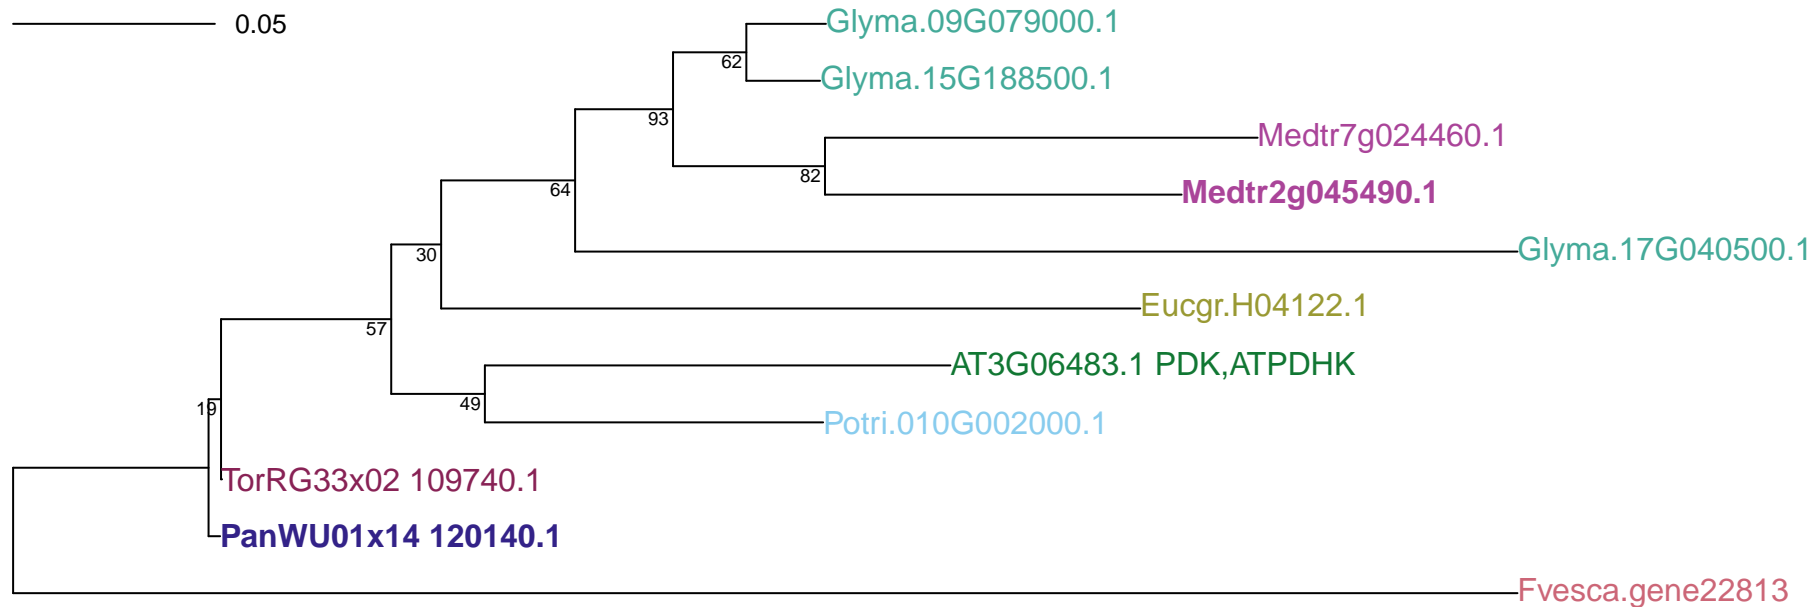 0.05
Glyma.09G079000.1
62
Glyma.15G188500.1
93
Medtr7g024460.1
82
Medtr2g045490.1
64
Glyma.17G040500.1
30
Eucgr.H04122.1
57
AT3G06483.1 PDK,ATPDHK
49
Potri.010G002000.1
19
TorRG33x02 109740.1
PanWU01x14 120140.1
Fvesca.gene22813